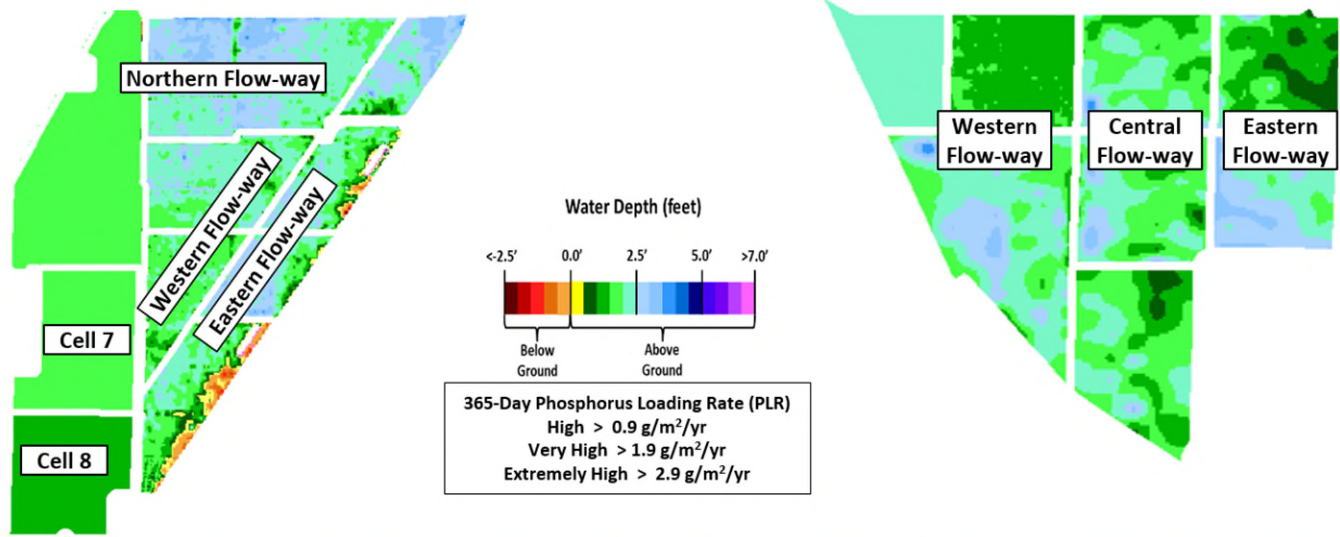 Northern Flow-way
Western Flow-way
Eastern Flow-way
Cell 7
Cell 8
Water Depth (feet)
<-2.5' 0.0' 2.5' 5.0' >7.0'
Below
Ground
Above
Ground
365-Day Phosphorus Loading Rate (PLR)
High > 0.9 g/m²/yr
Very High > 1.9 g/m²/yr
Extremely High > 2.9 g/m²/yr
Western
Flow-way
Central
Flow-way
Eastern
Flow-way